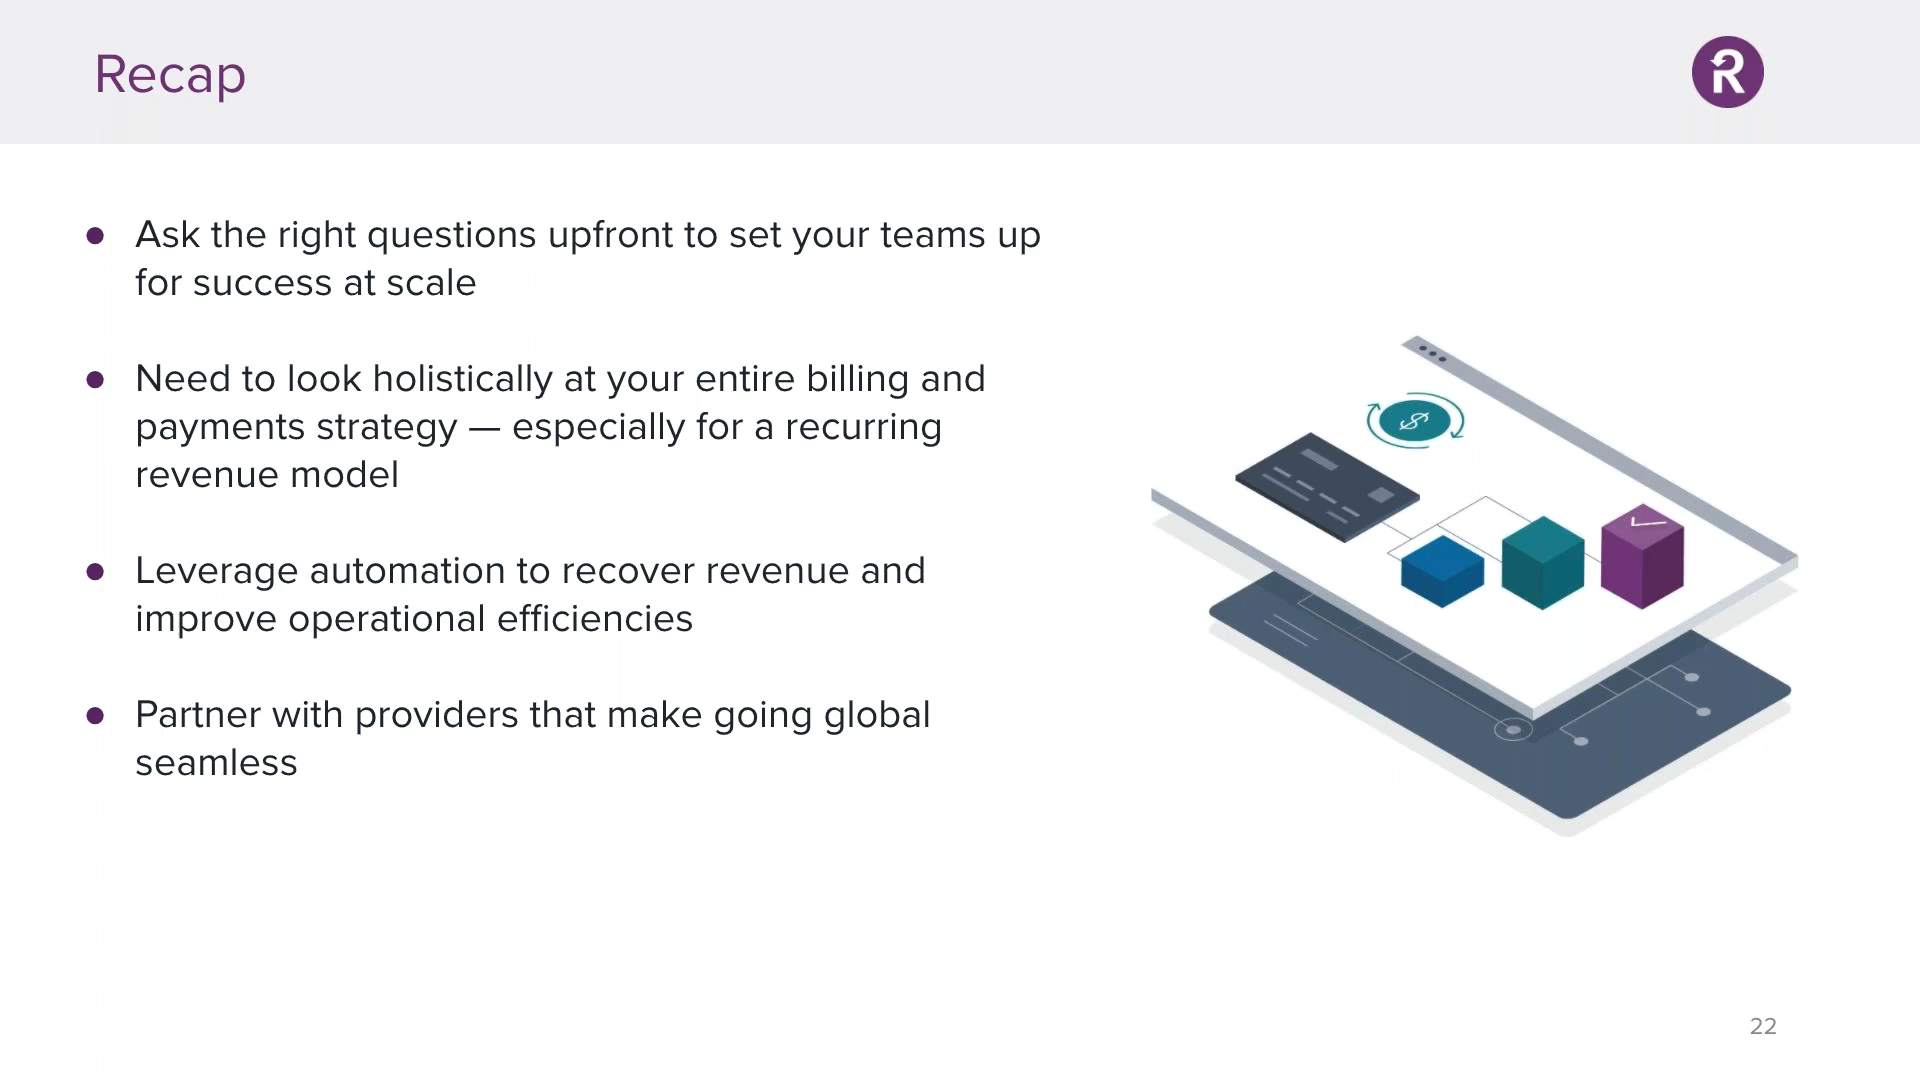 Recap
R
● Ask the right questions upfront to set your teams up
for success at scale
● Need to look holistically at your entire billing and
payments strategy — especially for a recurring
revenue model
● Leverage automation to recover revenue and
improve operational efficiencies
● Partner with providers that make going global
seamless
$
22